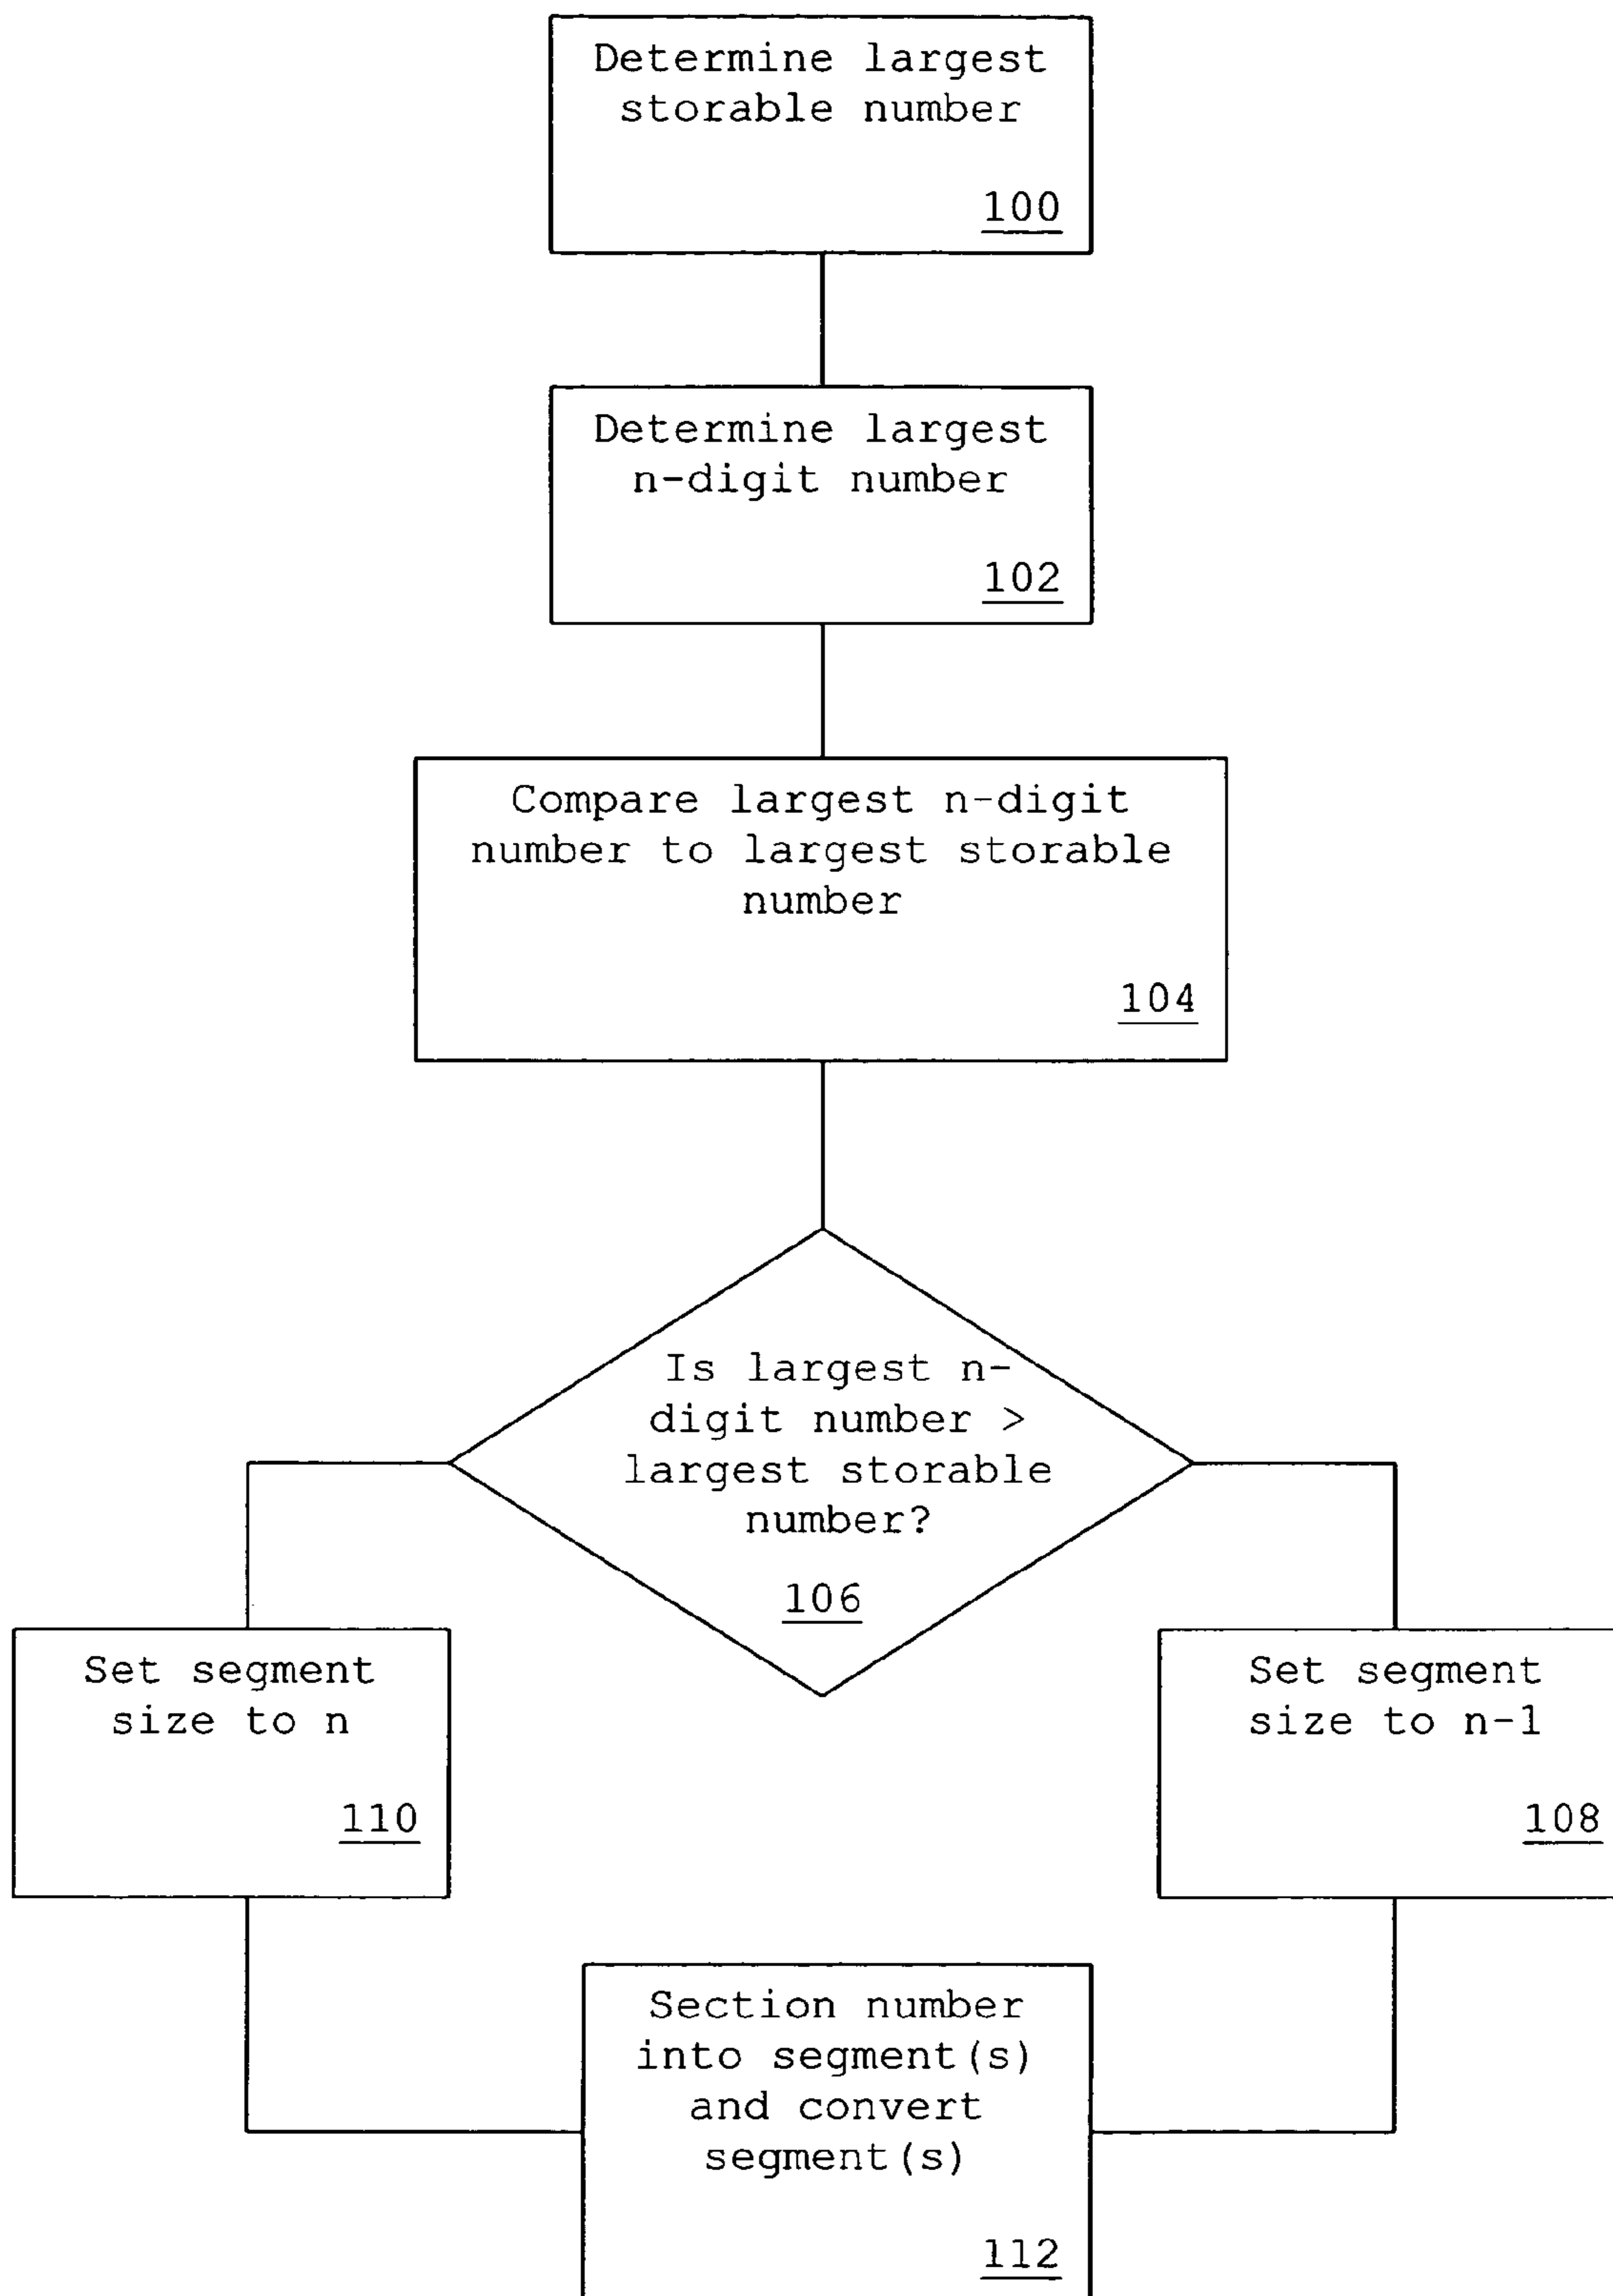 Determine largest
storable number
100
Determine largest
n-digit number
102
Compare largest n-digit
number to largest storable
number
104
Is largest n-
digit number >
largest storable
number?
106
Set segment
size to n
110
Set segment
size to n-1
108
Section number
into segment(s)
and convert
segment(s)
112